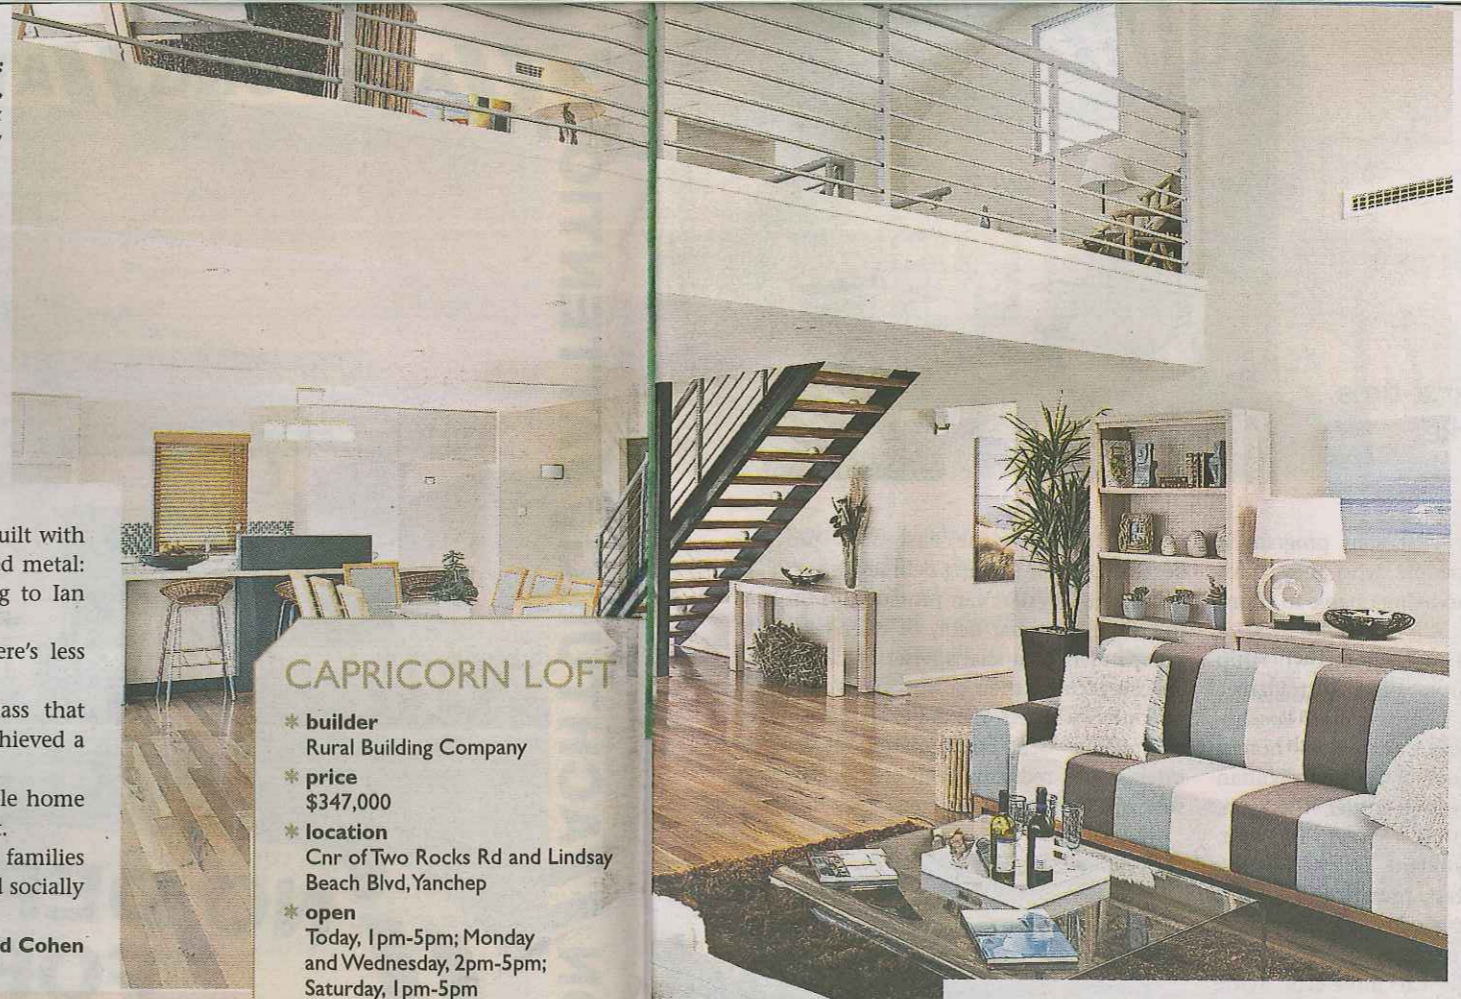 uilt with
d metal:
g to Ian
ere's less
ass that
hieved a
le home
families
l socially
d Cohen
CAPRICORN LOFT
* builder
Rural Building Company
* price
$347,000
* location
Cnr of Two Rocks Rd and Lindsay
Beach Blvd, Yanchep
* open
Today, 1pm-5pm; Monday
and Wednesday, 2pm-5pm;
Saturday, 1pm-5pm